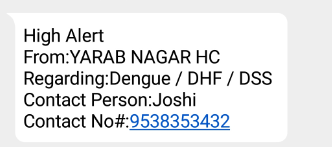 High Alert
From:YARAB NAGAR HC
Regarding:Dengue / DHF / DSS
Contact Person:Joshi
Contact No#:9538353432